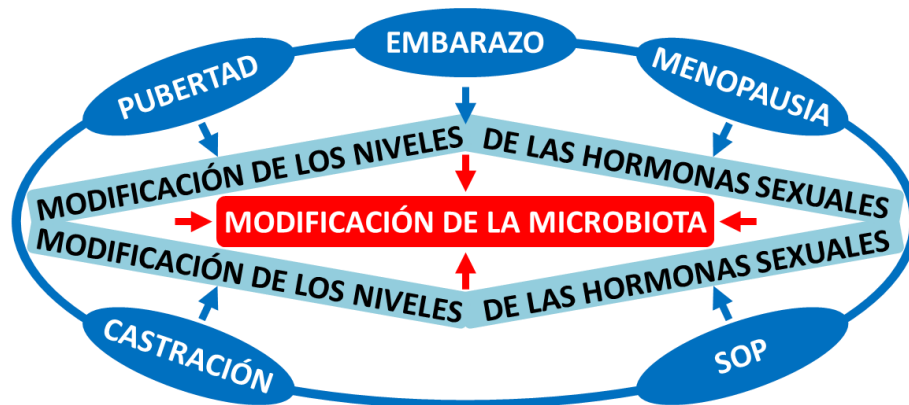 EMBARAZO
PUBERTAD
MENOPAUSIA
MODIFICACIÓN DE LOS NIVELES DE LAS HORMONAS SEXUALES
MODIFICACIÓN DE LA MICROBIOTA
MODIFICACIÓN DE LOS NIVELES DE LAS HORMONAS SEXUALES
CASTRACIÓN
SOP